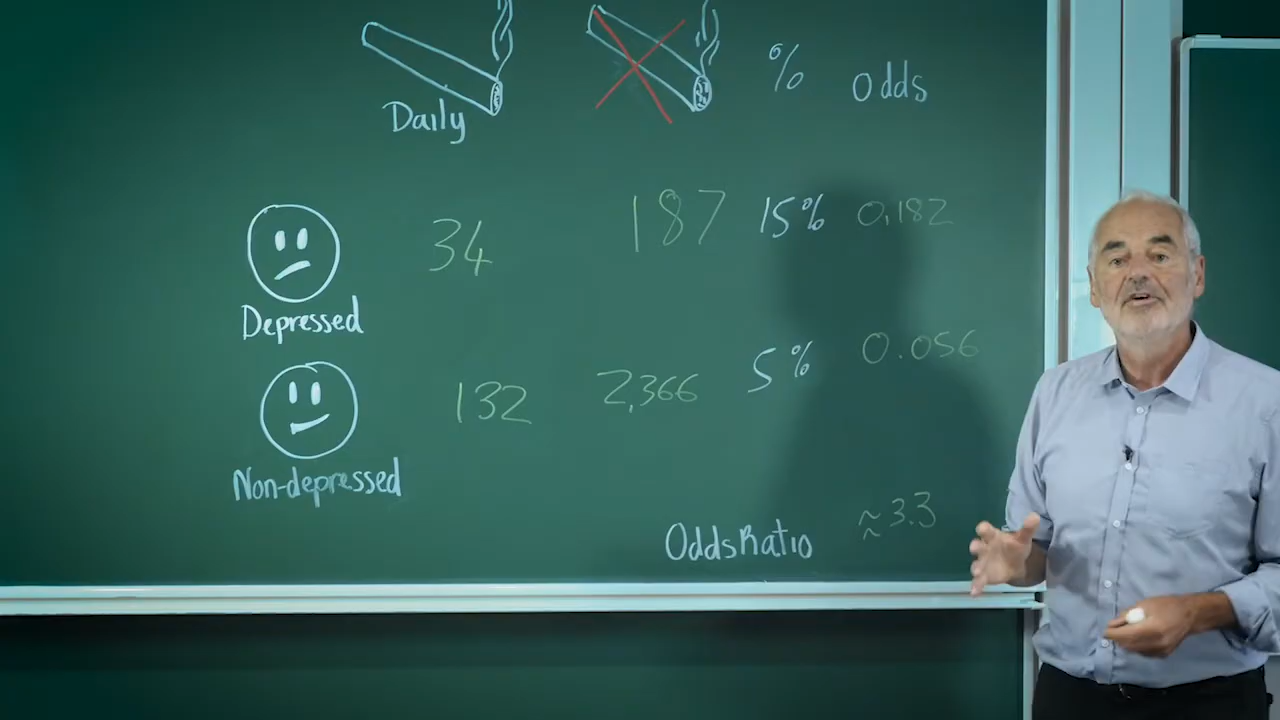 % Odds
Daily
34 187 15% 0,182
Depressed
132 2,366 5% 0.056
Non-depressed
OddsRatio ≈ 3.3